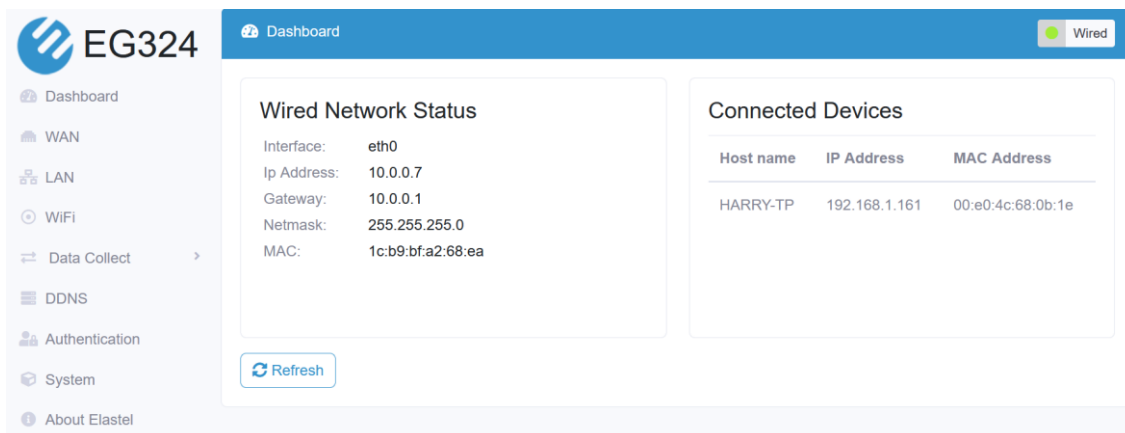 EG324
Dashboard
WAN
LAN
WiFi
Data Collect
DDNS
Authentication
System
About Elastel
Dashboard
Wired
Wired Network Status
Interface: eth0
Ip Address: 10.0.0.7
Gateway: 10.0.0.1
Netmask: 255.255.255.0
MAC: 1c:b9:bf:a2:68:ea
Connected Devices
Host name IP Address MAC Address
HARRY-TP 192.168.1.161 00:e0:4c:68:0b:1e
Refresh